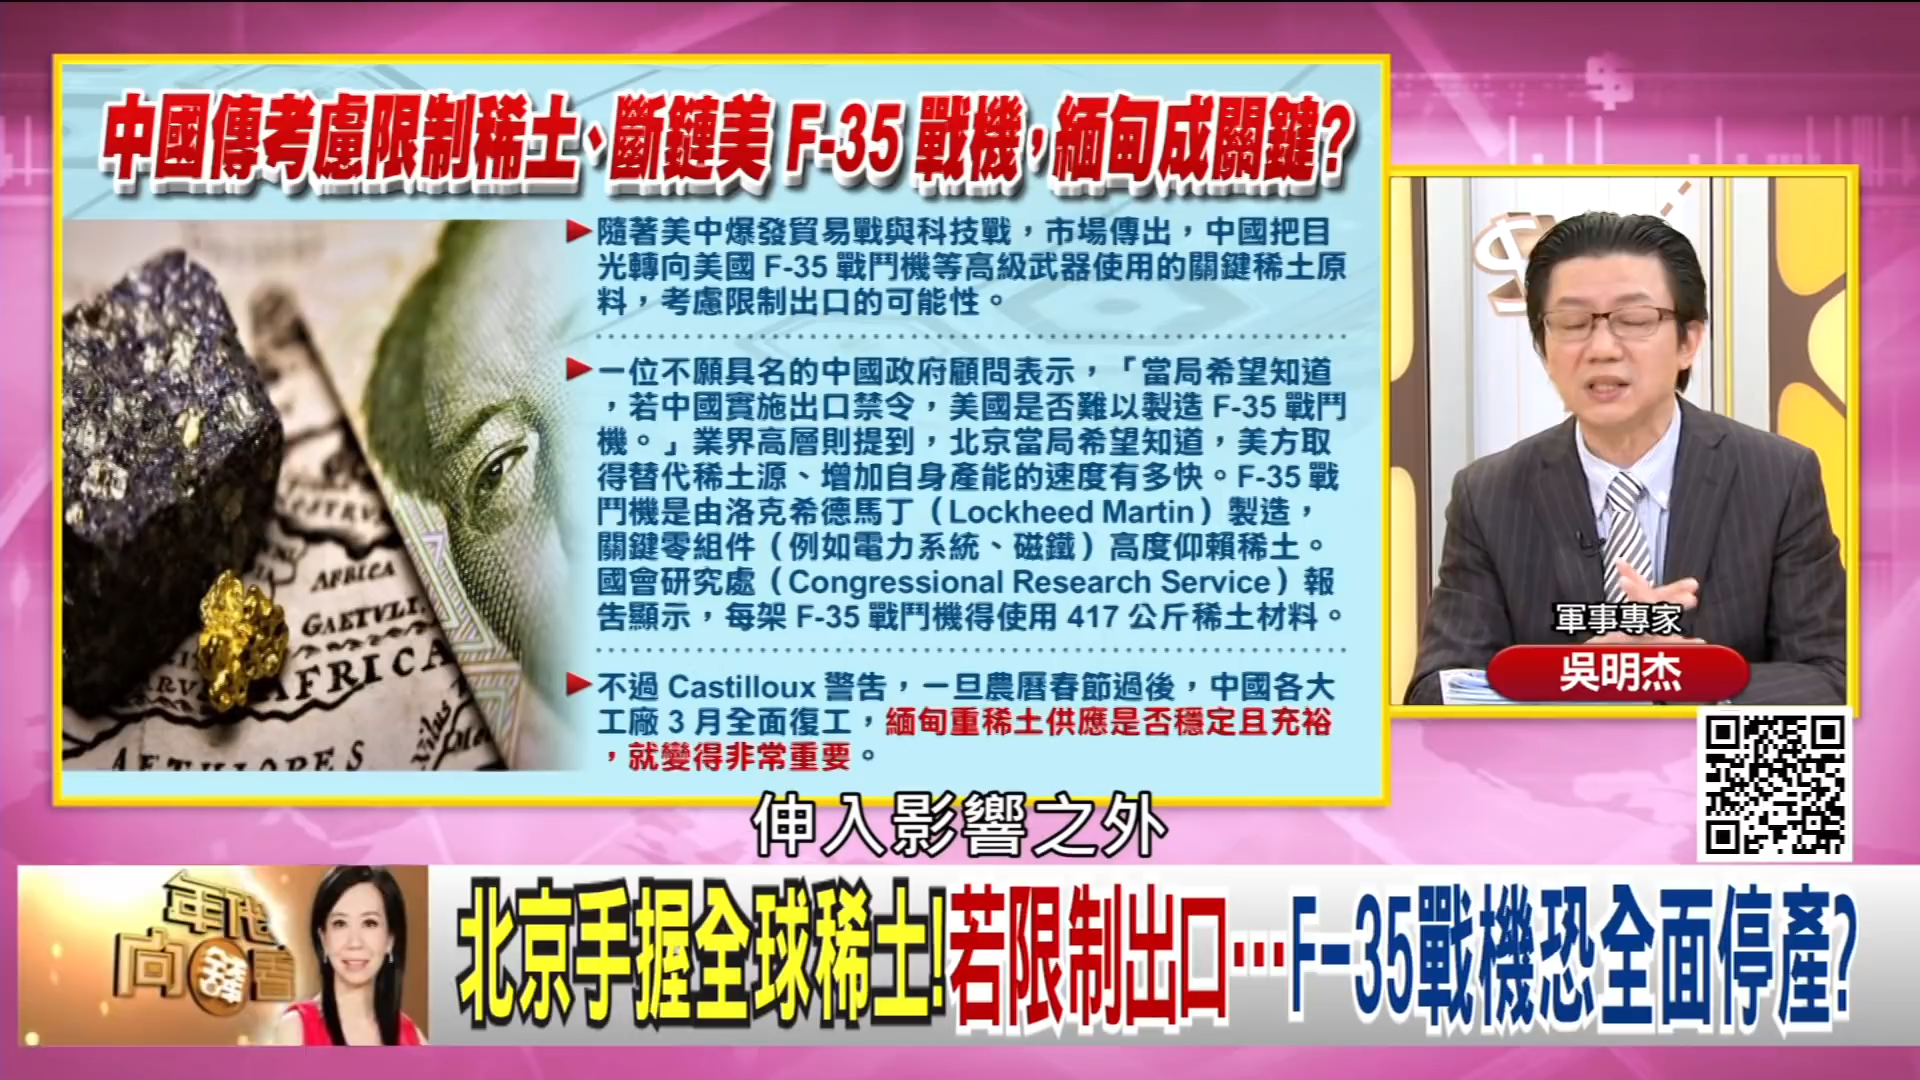 中國傳考慮限制稀土、斷鏈美 F-35 戰機，緬甸成關鍵？
隨著美中爆發貿易戰與科技戰，市場傳出，中國把目
光轉向美國 F-35 戰鬥機等高級武器使用的關鍵稀土原
料，考慮限制出口的可能性。
一位不願具名的中國政府顧問表示，「當局希望知道
，若中國實施出口禁令，美國是否難以製造 F-35 戰鬥
機。」業界高層則提到，北京當局希望知道，美方取
得替代稀土源、增加自身產能的速度有多快。F-35 戰
鬥機是由洛克希德馬丁（Lockheed Martin）製造，
關鍵零組件（例如電力系統、磁鐵）高度仰賴稀土。
國會研究處（Congressional Research Service）報
告顯示，每架 F-35 戰鬥機得使用 417 公斤稀土材料。
不過 Castilloux 警告，一旦農曆春節過後，中國各大
工廠 3 月全面復工，緬甸重稀土供應是否穩定且充裕
，就變得非常重要。
AFRICA
GAETVLI
AFRICA
Nilus
軍事專家
吳明杰
伸入影響之外
年代
向錢看
北京手握全球稀土！若限制出口…F-35戰機恐全面停產？